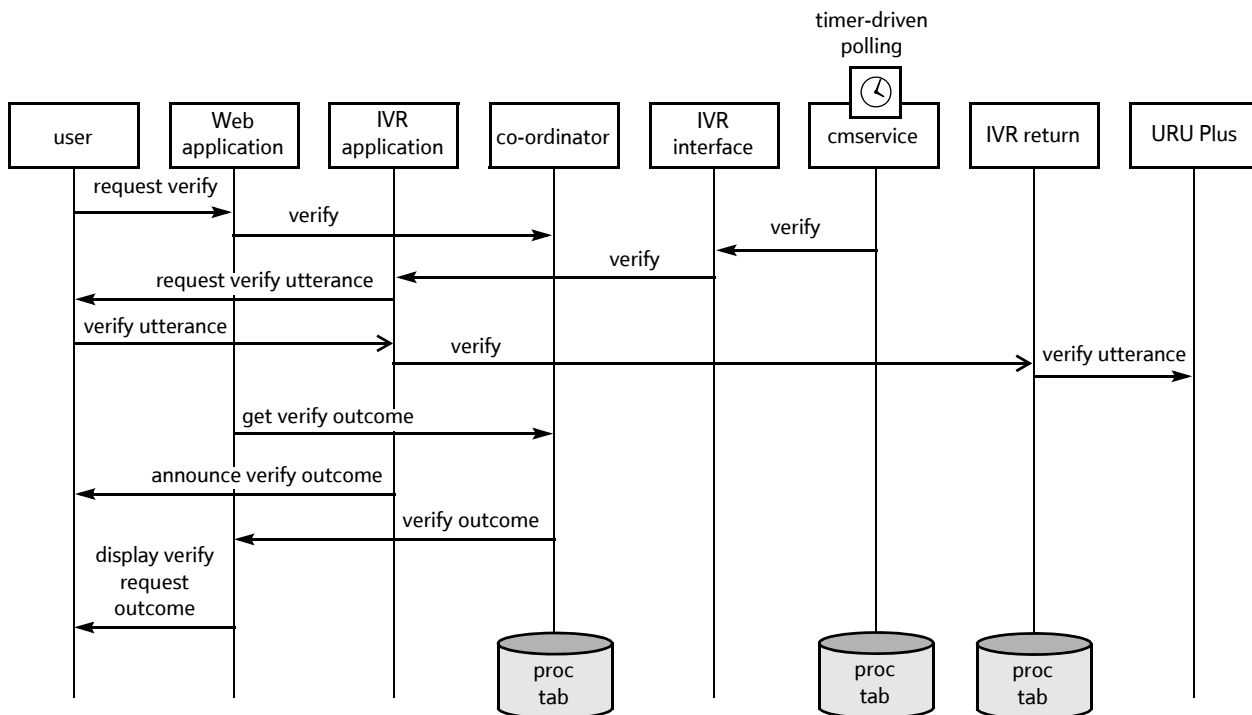 timer-driven
polling
user
Web
application
IVR
application
co-ordinator
IVR
interface
cmservice
IVR return
URU Plus
request verify
verify
verify
verify
request verify utterance
verify utterance
verify
verify utterance
get verify outcome
announce verify outcome
verify outcome
display verify
request
outcome
proc
tab
proc
tab
proc
tab